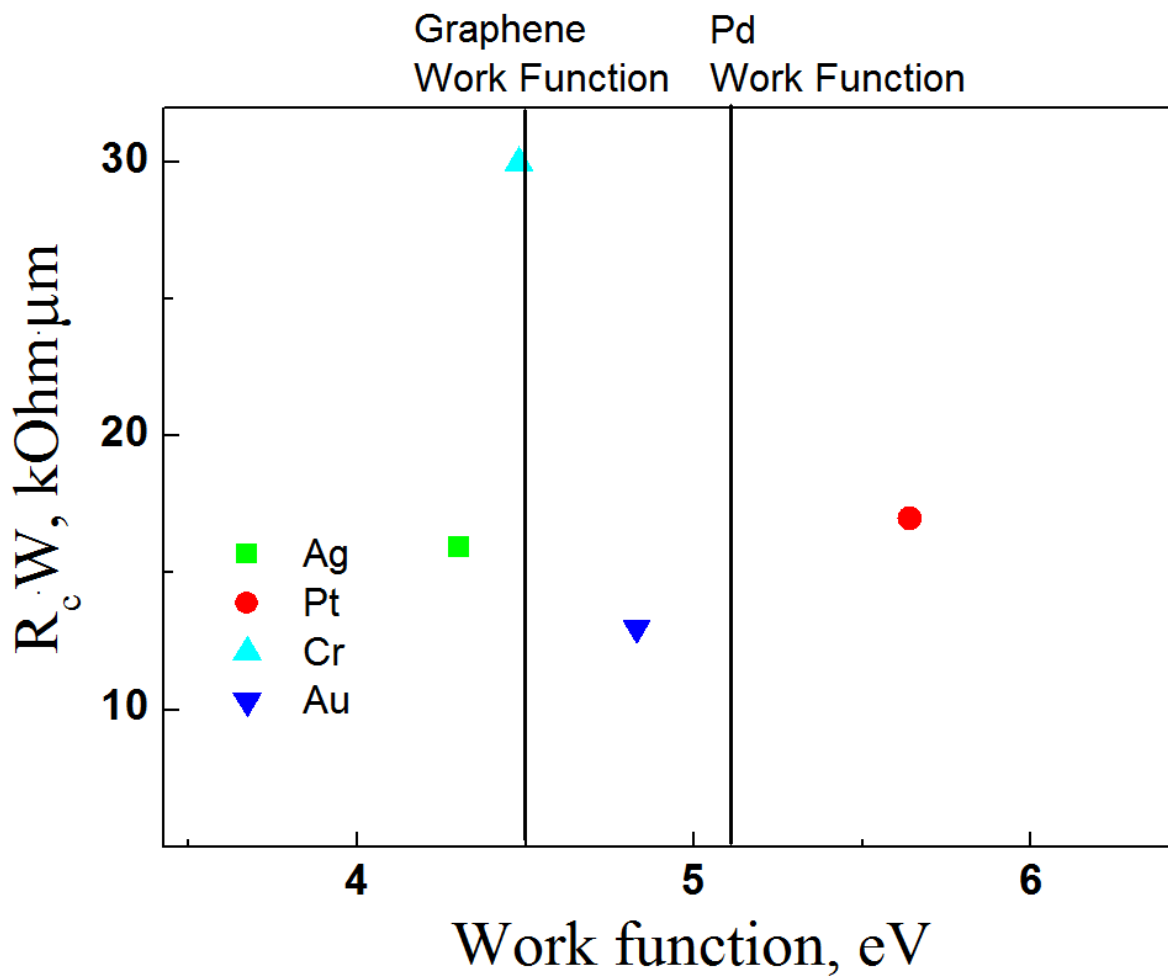 Graphene
Work Function
Pd
Work Function
30
20
10
R_c·W, kOhm·µm
Ag
Pt
Cr
Au
4
5
6
Work function, eV